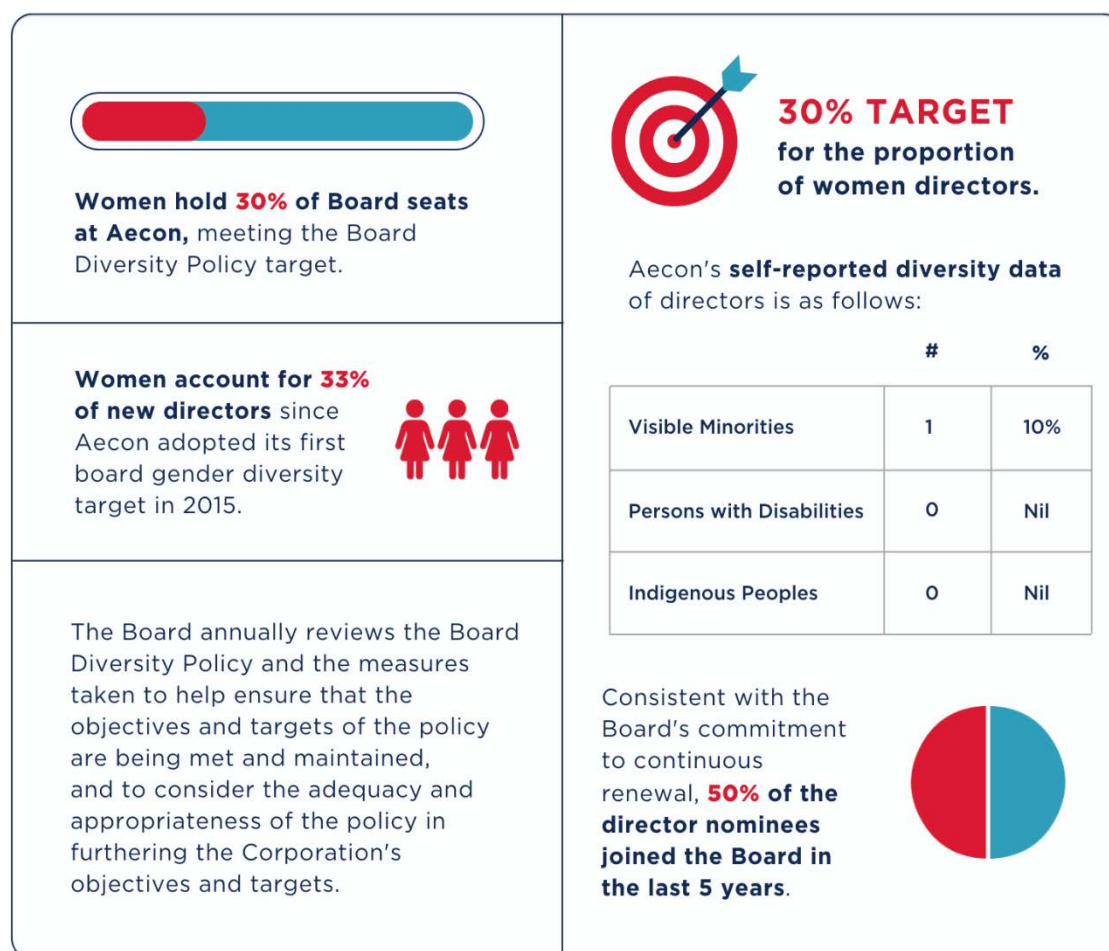 Women hold 30% of Board seats
at Aecon, meeting the Board
Diversity Policy target.
Women account for 33%
of new directors since
Aecon adopted its first
board gender diversity
target in 2015.
The Board annually reviews the Board
Diversity Policy and the measures
taken to help ensure that the
objectives and targets of the policy
are being met and maintained,
and to consider the adequacy and
appropriateness of the policy in
furthering the Corporation's
objectives and targets.
30% TARGET
for the proportion
of women directors.
Aecon's self-reported diversity data
of directors is as follows:
# %
Visible Minorities 1 10%
Persons with Disabilities 0 Nil
Indigenous Peoples 0 Nil
Consistent with the
Board's commitment
to continuous
renewal, 50% of the
director nominees
joined the Board in
the last 5 years.